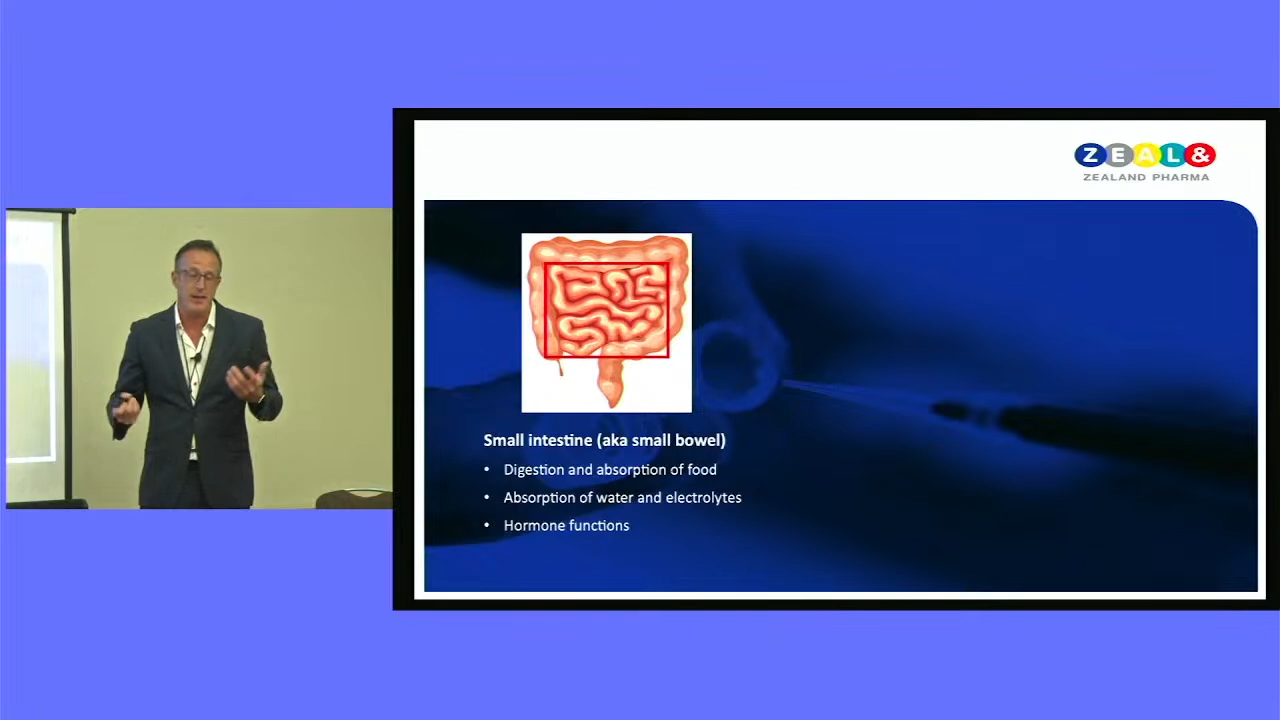 ZEAL&
ZEALAND PHARMA
Small intestine (aka small bowel)
• Digestion and absorption of food
• Absorption of water and electrolytes
• Hormone functions